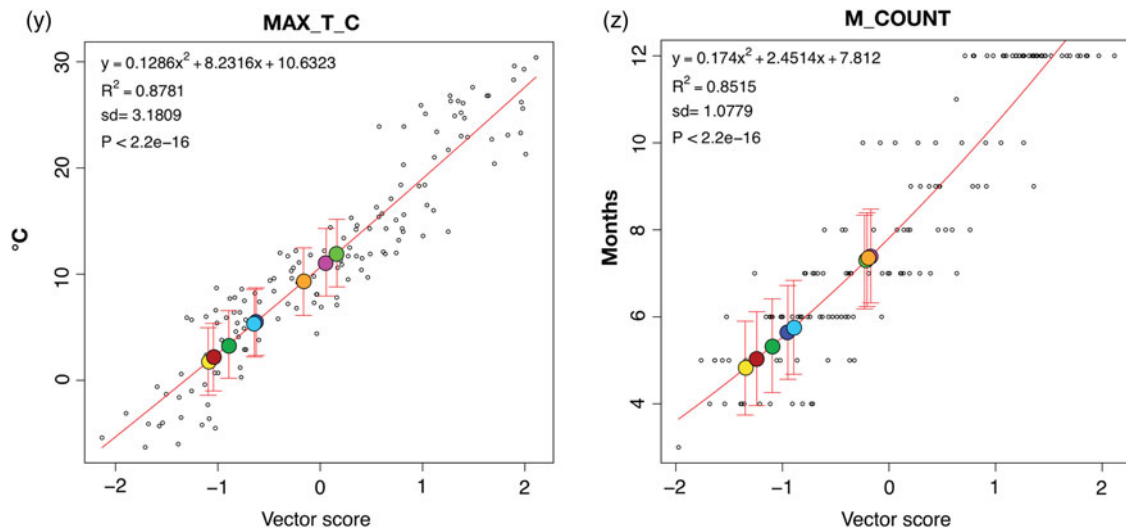 (y)
MAX_T_C
y = 0.1286x² + 8.2316x + 10.6323
R² = 0.8781
sd= 3.1809
P < 2.2e-16
30
20
10
0
°C
−2 −1 0 1 2
Vector score
(z)
M_COUNT
y = 0.174x² + 2.4514x + 7.812
R² = 0.8515
sd= 1.0779
P < 2.2e-16
12
10
8
6
4
Months
−2 −1 0 1 2
Vector score